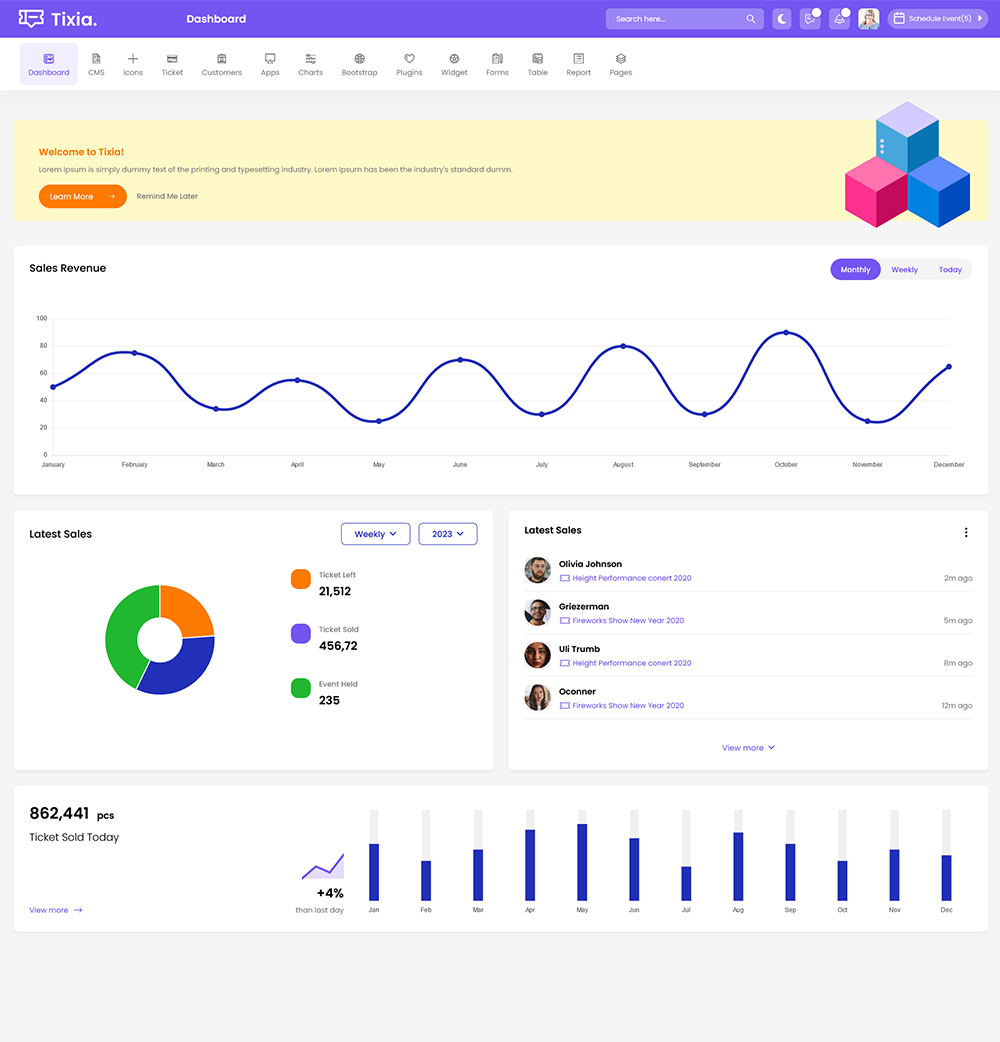 Tixia.
Dashboard
Search here...
Schedule Event(5)
Dashboard
CMS
Icons
Ticket
Customers
Apps
Charts
Bootstrap
Plugins
Widget
Forms
Table
Report
Pages
Welcome to Tixia!
Lorem Ipsum is simply dummy text of the printing and typesetting industry. Lorem Ipsum has been the industry's standard dumm.
Learn More
Remind Me Later
Sales Revenue
Monthly
Weekly
Today
100
80
60
40
20
0
January
February
March
April
May
June
July
August
September
October
November
December
Latest Sales
Weekly
2023
Ticket Left
21,512
Ticket Sold
456,72
Event Held
235
Latest Sales
Olivia Johnson
Height Performance conert 2020
2m ago
Griezerman
Fireworks Show New Year 2020
5m ago
Uli Trumb
Height Performance conert 2020
8m ago
Oconner
Fireworks Show New Year 2020
12m ago
View more
862,441 pcs
Ticket Sold Today
View more
+4%
than last day
Jan
Feb
Mar
Apr
May
Jun
Jul
Aug
Sep
Oct
Nov
Dec